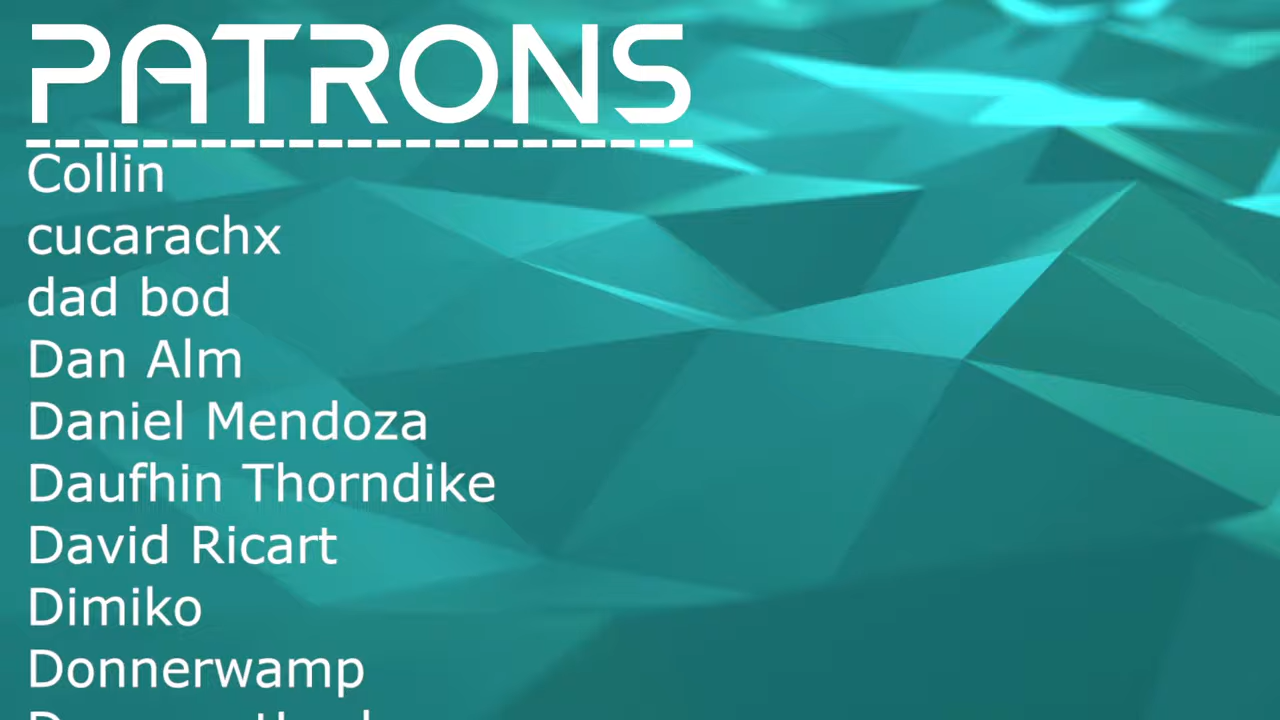 PATRONS
Collin
cucarachx
dad bod
Dan Alm
Daniel Mendoza
Daufhin Thorndike
David Ricart
Dimiko
Donnerwamp